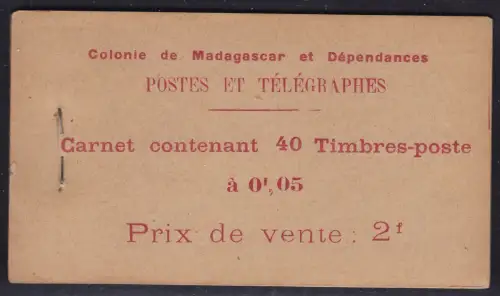 Colonie de Madagascar et Dépendances
POSTES ET TÉLÉGRAPHES
Carnet contenant 40 Timbres-poste
à 0f,05
Prix de vente : 2f